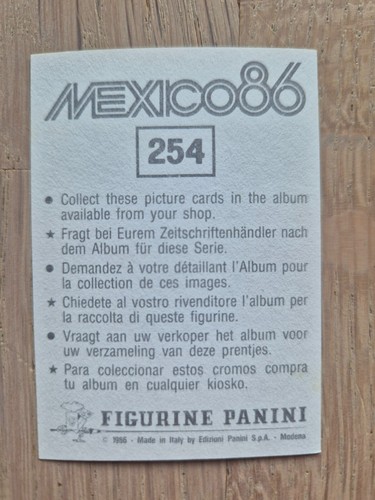 MEXICO86
254
● Collect these picture cards in the album
available from your shop.
★ Fragt bei Eurem Zeitschriftenhändler nach
dem Album für diese Serie.
● Demandez à votre détaillant l'Album pour
la collection de ces images.
★ Chiedete al vostro rivenditore l'album per
la raccolta di queste figurine.
● Vraagt aan uw verkoper het album voor
uw verzameling van deze prentjes.
★ Para coleccionar estos cromos compra
tu album en cualquier kiosko.
FIGURINE PANINI
© 1986 - Made in Italy by Edizioni Panini S.p.A. - Modena